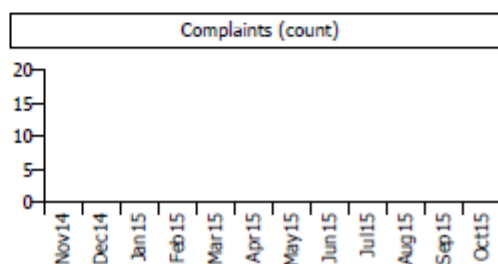 Complaints (count)
20
15
10
5
0
Nov14 Dec14 Jan15 Feb15 Mar15 Apr15 May15 Jun15 Jul15 Aug15 Sep15 Oct15